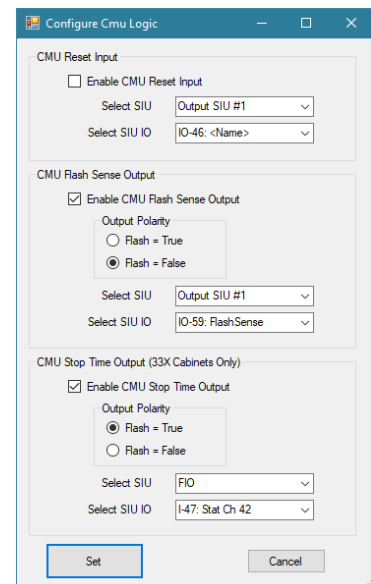 Configure Cmu Logic
CMU Reset Input
Enable CMU Reset Input
Select SIU Output SIU #1
Select SIU IO IO-46: <Name>
CMU Flash Sense Output
Enable CMU Flash Sense Output
Output Polarity
Flash = True
Flash = False
Select SIU Output SIU #1
Select SIU IO IO-59: FlashSense
CMU Stop Time Output (33X Cabinets Only)
Enable CMU Stop Time Output
Output Polarity
Flash = True
Flash = False
Select SIU FIO
Select SIU IO I-47: Stat Ch 42
Set Cancel